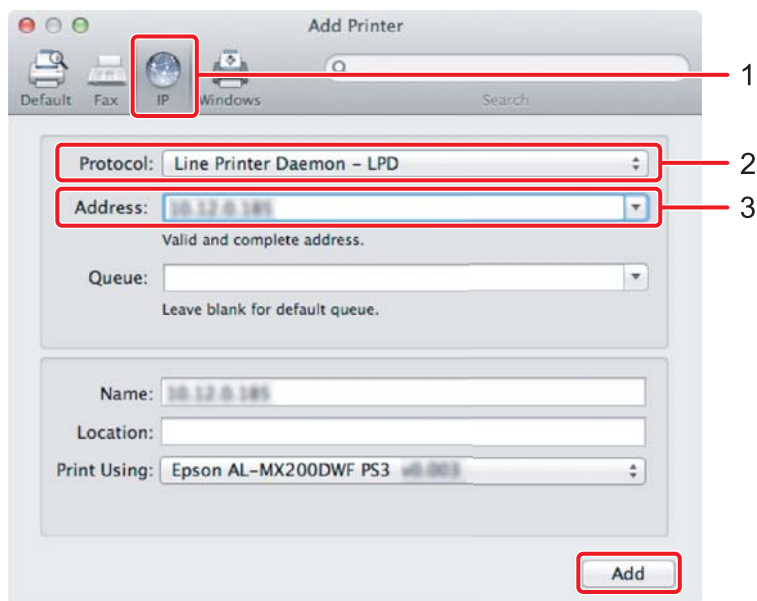 Add Printer
1
Default Fax IP Windows Search
Protocol: Line Printer Daemon – LPD 2
Address: 3
Valid and complete address.
Queue:
Leave blank for default queue.
Name:
Location:
Print Using: Epson AL-MX200DWF PS3
Add